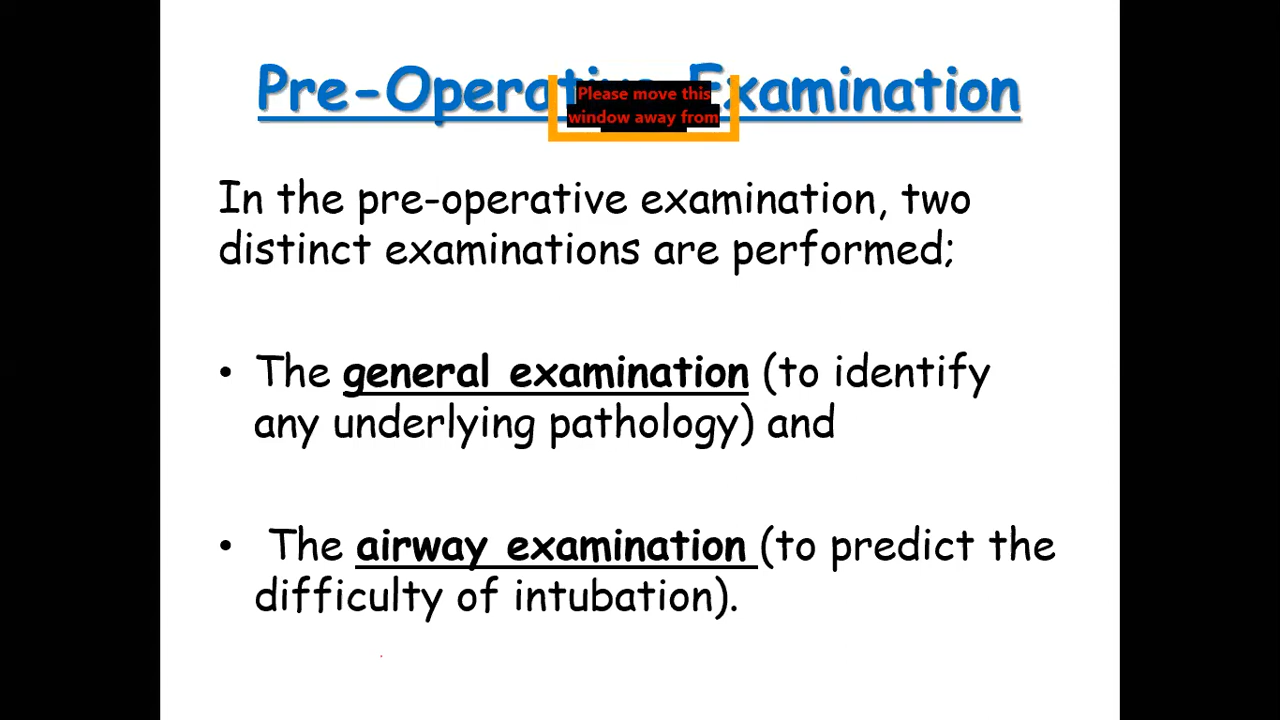 Pre-Operative Examination
Please move this
window away from
In the pre-operative examination, two
distinct examinations are performed;
• The general examination (to identify
any underlying pathology) and
• The airway examination (to predict the
difficulty of intubation).